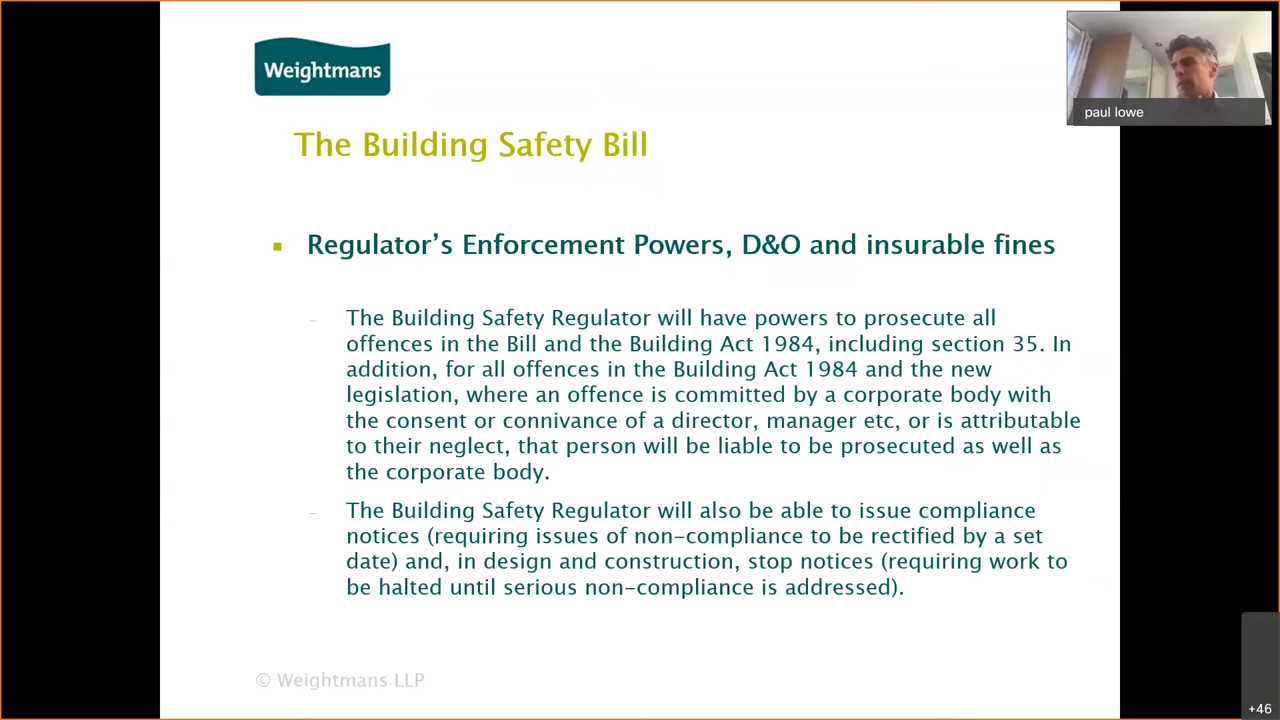 Weightmans
paul lowe
The Building Safety Bill
Regulator’s Enforcement Powers, D&O and insurable fines
– The Building Safety Regulator will have powers to prosecute all
offences in the Bill and the Building Act 1984, including section 35. In
addition, for all offences in the Building Act 1984 and the new
legislation, where an offence is committed by a corporate body with
the consent or connivance of a director, manager etc, or is attributable
to their neglect, that person will be liable to be prosecuted as well as
the corporate body.
– The Building Safety Regulator will also be able to issue compliance
notices (requiring issues of non-compliance to be rectified by a set
date) and, in design and construction, stop notices (requiring work to
be halted until serious non-compliance is addressed).
© Weightmans LLP
+46